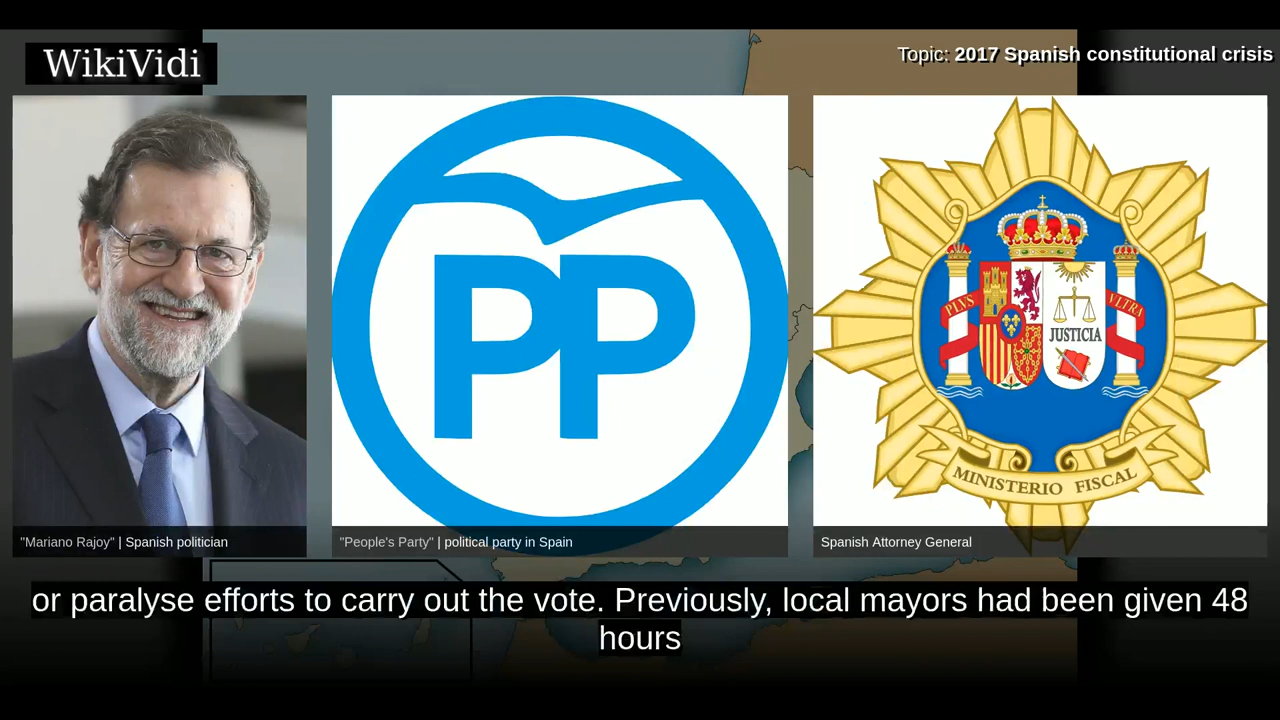 WikiVidi
Topic: 2017 Spanish constitutional crisis
PP
PLVS
VLTRA
JUSTICIA
MINISTERIO FISCAL
"Mariano Rajoy" | Spanish politician
"People's Party" | political party in Spain
Spanish Attorney General
or paralyse efforts to carry out the vote. Previously, local mayors had been given 48
hours